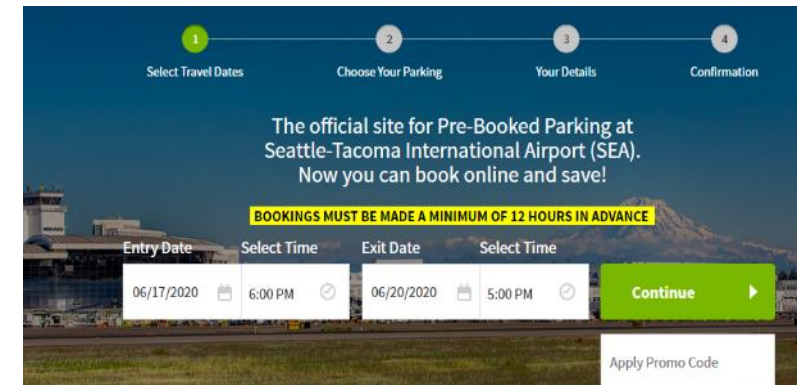 1 2 3 4
Select Travel Dates Choose Your Parking Your Details Confirmation
The official site for Pre-Booked Parking at
Seattle-Tacoma International Airport (SEA).
Now you can book online and save!
BOOKINGS MUST BE MADE A MINIMUM OF 12 HOURS IN ADVANCE
Entry Date Select Time Exit Date Select Time
06/17/2020 6:00 PM 06/20/2020 5:00 PM Continue
Apply Promo Code